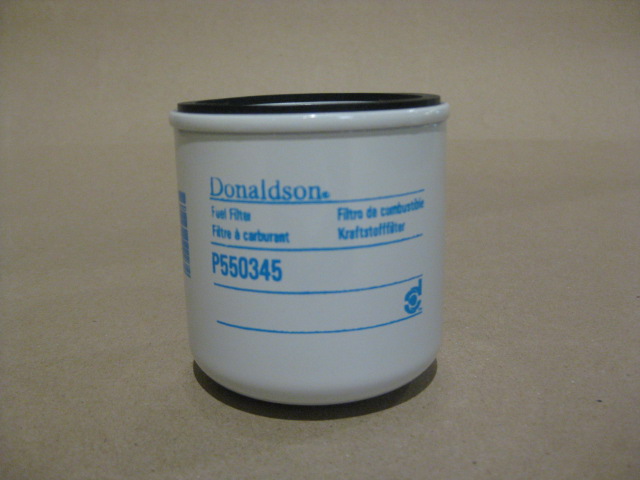 Donaldson®
Fuel Filter
Filtro de combustible
Filtre à carburant
Kraftstofffilter
P550345